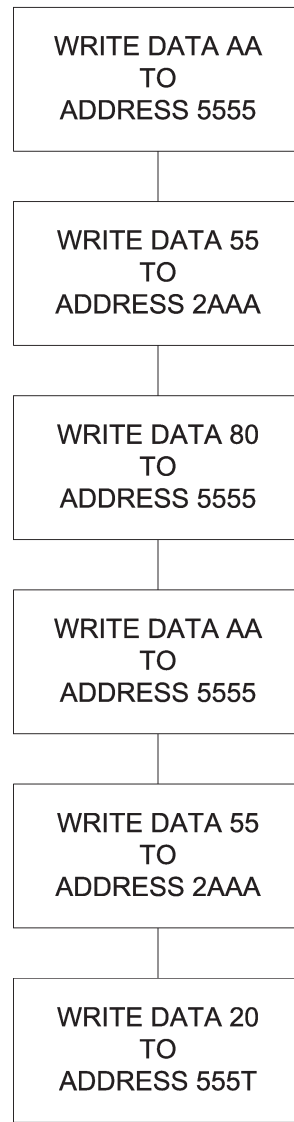 WRITE DATA AA
TO
ADDRESS 5555
WRITE DATA 55
TO
ADDRESS 2AAA
WRITE DATA 80
TO
ADDRESS 5555
WRITE DATA AA
TO
ADDRESS 5555
WRITE DATA 55
TO
ADDRESS 2AAA
WRITE DATA 20
TO
ADDRESS 555T